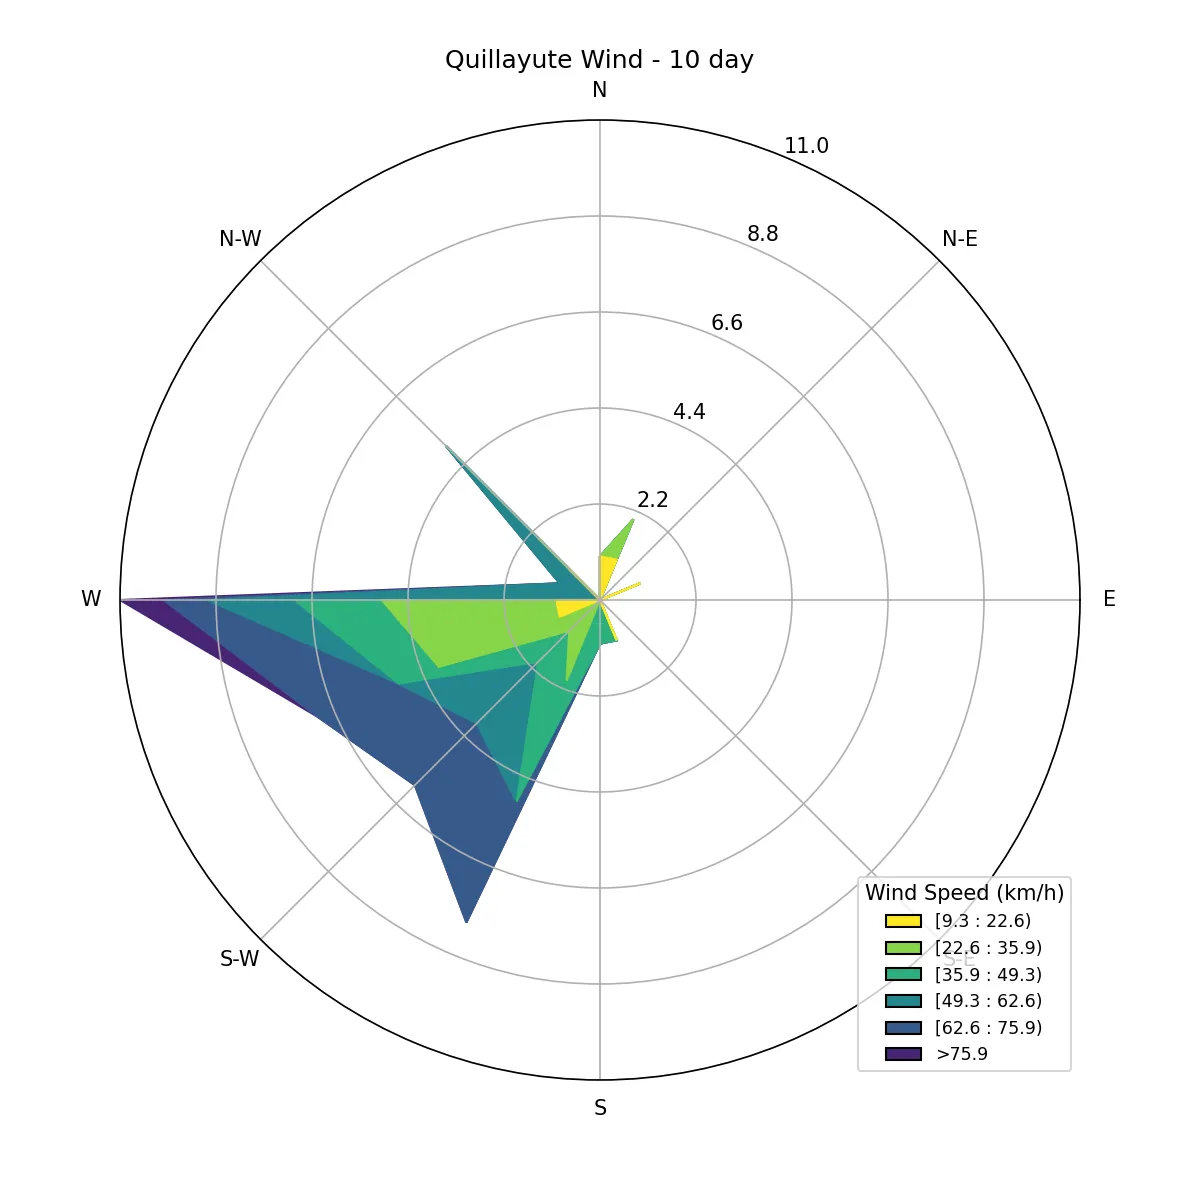 Quillayute Wind - 10 day
N
11.0
N-W
8.8
N-E
6.6
4.4
2.2
W
E
Wind Speed (km/h)
[9.3 : 22.6)
[22.6 : 35.9)
S-W
S-E
[35.9 : 49.3)
[49.3 : 62.6)
[62.6 : 75.9)
>75.9
S